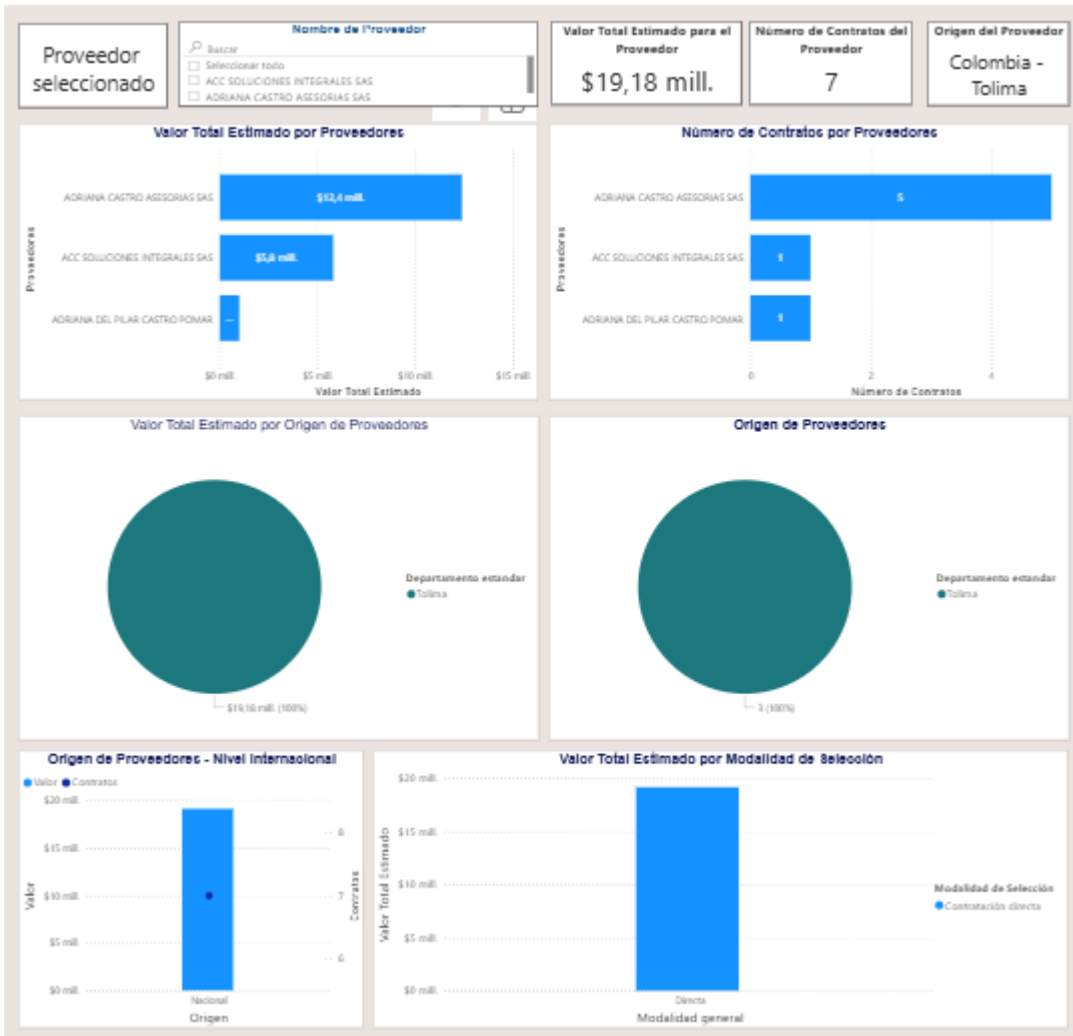 Proveedor
seleccionado
Nombre de Proveedor
Buscar
Seleccionar todo
ACC SOLUCIONES INTEGRALES SAS
ADRIANA CASTRO ASESORIAS SAS
Valor Total Estimado para el
Proveedor
$19,18 mill.
Número de Contratos del
Proveedor
7
Origen del Proveedor
Colombia -
Tolima
Valor Total Estimado por Proveedores
Proveedores
ADRIANA CASTRO ASESORIAS SAS
$12,4 mill.
ACC SOLUCIONES INTEGRALES SAS
$5,8 mill.
ADRIANA DEL PILAR CASTRO POMAR
...
$0 mill. $5 mill. $10 mill. $15 mill.
Valor Total Estimado
Número de Contratos por Proveedores
Proveedores
ADRIANA CASTRO ASESORIAS SAS
5
ACC SOLUCIONES INTEGRALES SAS
1
ADRIANA DEL PILAR CASTRO POMAR
1
0 2 4
Número de Contratos
Valor Total Estimado por Origen de Proveedores
Departamento estandar
Tolima
$19,18 mill. (100%)
Origen de Proveedores
Departamento estandar
Tolima
3 (100%)
Origen de Proveedores - Nivel Internacional
Valor Contratos
Valor
$20 mill.
$15 mill.
$10 mill.
$5 mill.
$0 mill.
8
7
6
Contratos
Nacional
Origen
Valor Total Estimado por Modalidad de Selección
Valor Total Estimado
$20 mill.
$15 mill.
$10 mill.
$5 mill.
$0 mill.
Directa
Modalidad general
Modalidad de Selección
Contratación directa